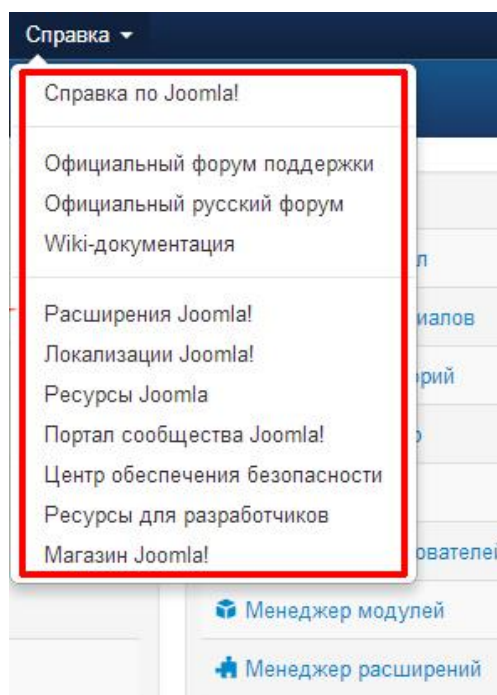 Справка
Справка по Joomla!
Официальный форум поддержки
Официальный русский форум
Wiki-документация
Расширения Joomla!
Локализации Joomla!
Ресурсы Joomla
Портал сообщества Joomla!
Центр обеспечения безопасности
Ресурсы для разработчиков
Магазин Joomla!
Менеджер модулей
Менеджер расширений